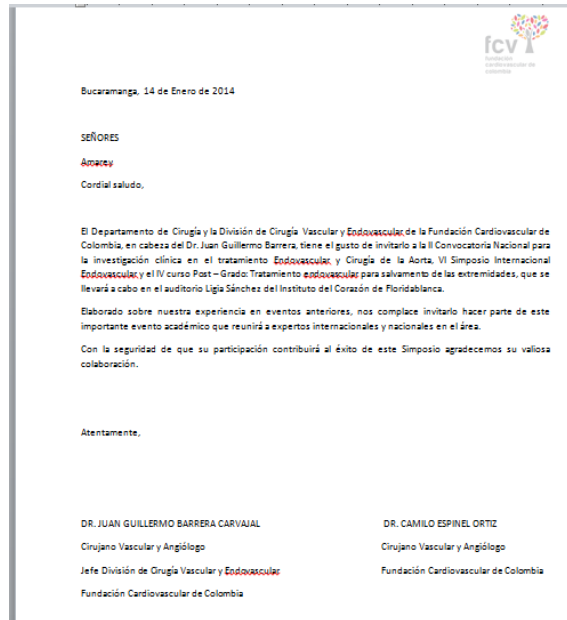 fcv
fundación
cardiovascular de
colombia
Bucaramanga, 14 de Enero de 2014
SEÑORES
Amarey
Cordial saludo,
El Departamento de Cirugía y la División de Cirugía Vascular y Endovascular de la Fundación Cardiovascular de
Colombia, en cabeza del Dr. Juan Guillermo Barrera, tiene el gusto de invitarlo a la II Convocatoria Nacional para
la investigación clínica en el tratamiento Endovascular y Cirugía de la Aorta, VI Simposio Internacional
Endovascular y el IV curso Post – Grado: Tratamiento endovascular para salvamento de las extremidades, que se
llevará a cabo en el auditorio Ligia Sánchez del Instituto del Corazón de Floridablanca.
Elaborado sobre nuestra experiencia en eventos anteriores, nos complace invitarlo hacer parte de este
importante evento académico que reunirá a expertos internacionales y nacionales en el área.
Con la seguridad de que su participación contribuirá al éxito de este Simposio agradecemos su valiosa
colaboración.
Atentamente,
DR. JUAN GUILLERMO BARRERA CARVAJAL DR. CAMILO ESPINEL ORTIZ
Cirujano Vascular y Angiólogo Cirujano Vascular y Angiólogo
Jefe División de Cirugía Vascular y Endovascular Fundación Cardiovascular de Colombia
Fundación Cardiovascular de Colombia